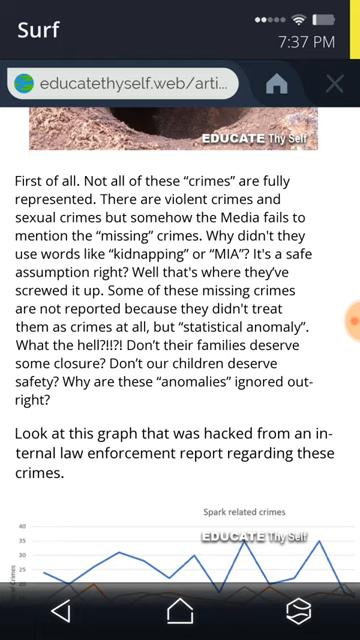 Surf
7:37 PM
educatethyself.web/arti...
EDUCATE Thy Self
First of all. Not all of these “crimes” are fully
represented. There are violent crimes and
sexual crimes but somehow the Media fails to
mention the “missing” crimes. Why didn't they
use words like “kidnapping” or “MIA”? It's a safe
assumption right? Well that's where they’ve
screwed it up. Some of these missing crimes
are not reported because they didn't treat
them as crimes at all, but “statistical anomaly”.
What the hell?!!?! Don’t their families deserve
some closure? Don’t our children deserve
safety? Why are these “anomalies” ignored out-
right?
Look at this graph that was hacked from an in-
ternal law enforcement report regarding these
crimes.
Spark related crimes
EDUCATE Thy Self
40
35
30
25